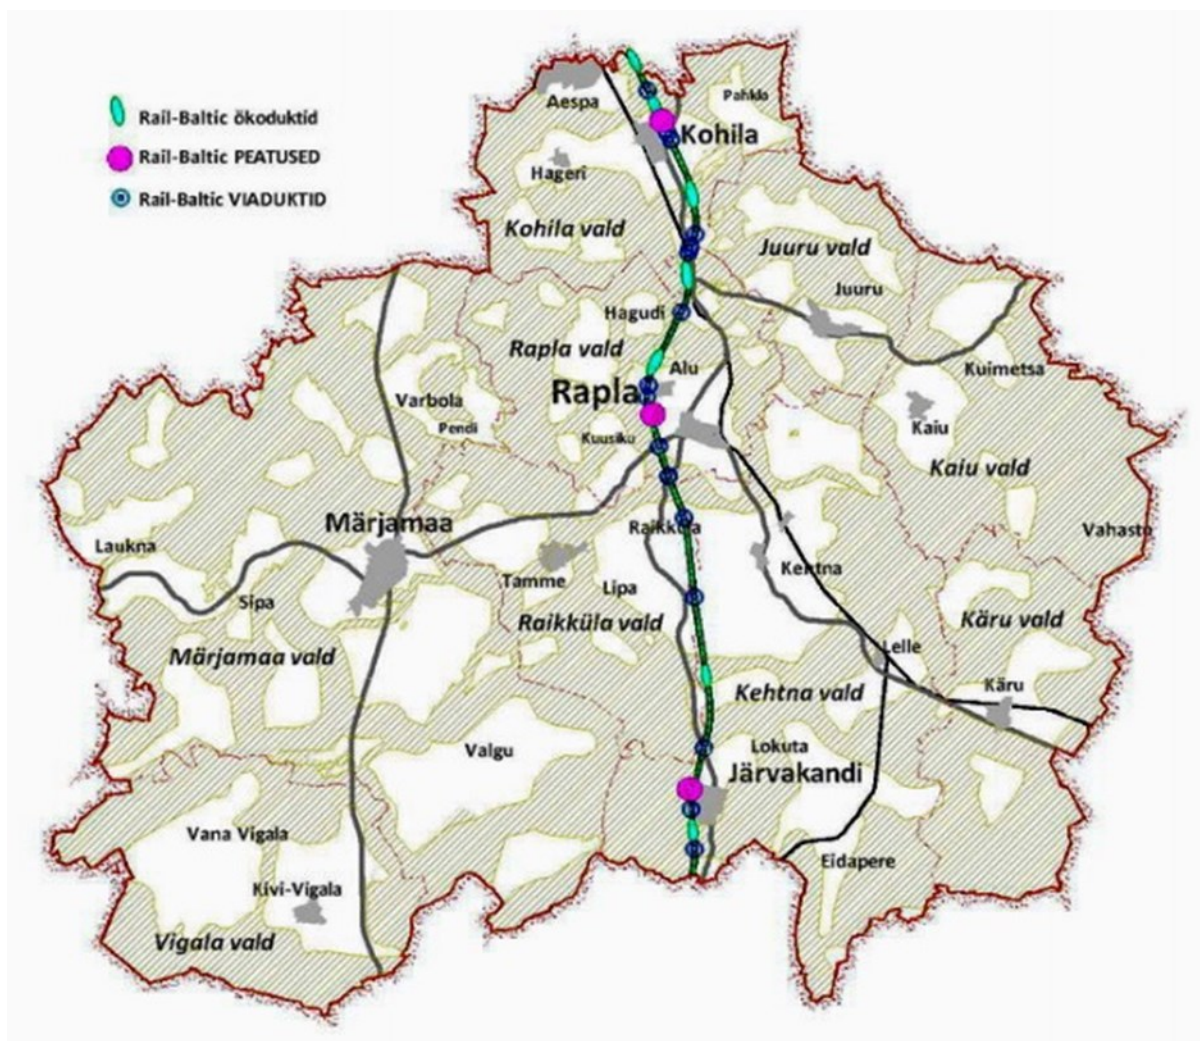 Rail-Baltic ökoduktid
Rail-Baltic PEATUSED
Rail-Baltic VIADUKTID
Aespa
Pahkla
Kohila
Hageri
Kohila vald
Juuru vald
Juuru
Hagudi
Rapla vald
Alu
Kuimetsa
Rapla
Varbola
Pendi
Kuusiku
Kaiu
Kaiu vald
Märjamaa
Raikküla
Vahastu
Laukna
Tamme
Lipa
Kehtna
Sipa
Raikküla vald
Käru vald
Märjamaa vald
Lelle
Kehtna vald
Käru
Valgu
Lokuta
Järvakandi
Vana Vigala
Eidapere
Kivi-Vigala
Vigala vald